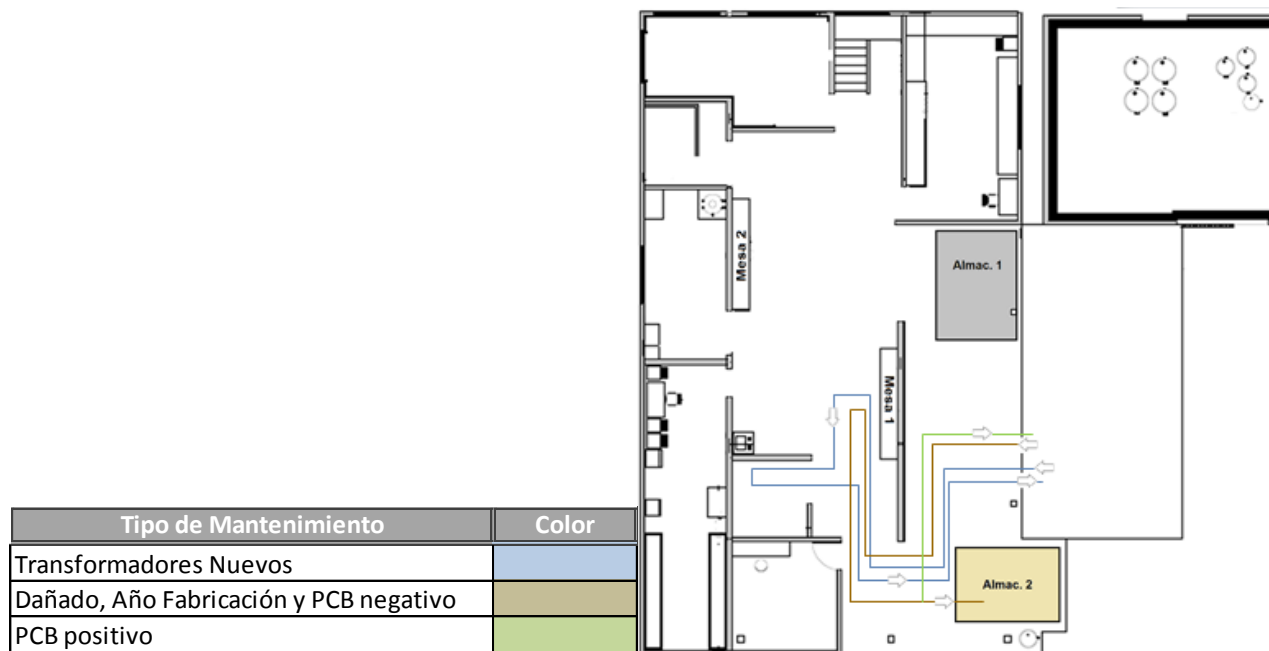 Mesa 2
Almac. 1
Mesa 1
Almac. 2
Tipo de Mantenimiento Color
Transformadores Nuevos
Dañado, Año Fabricación y PCB negativo
PCB positivo